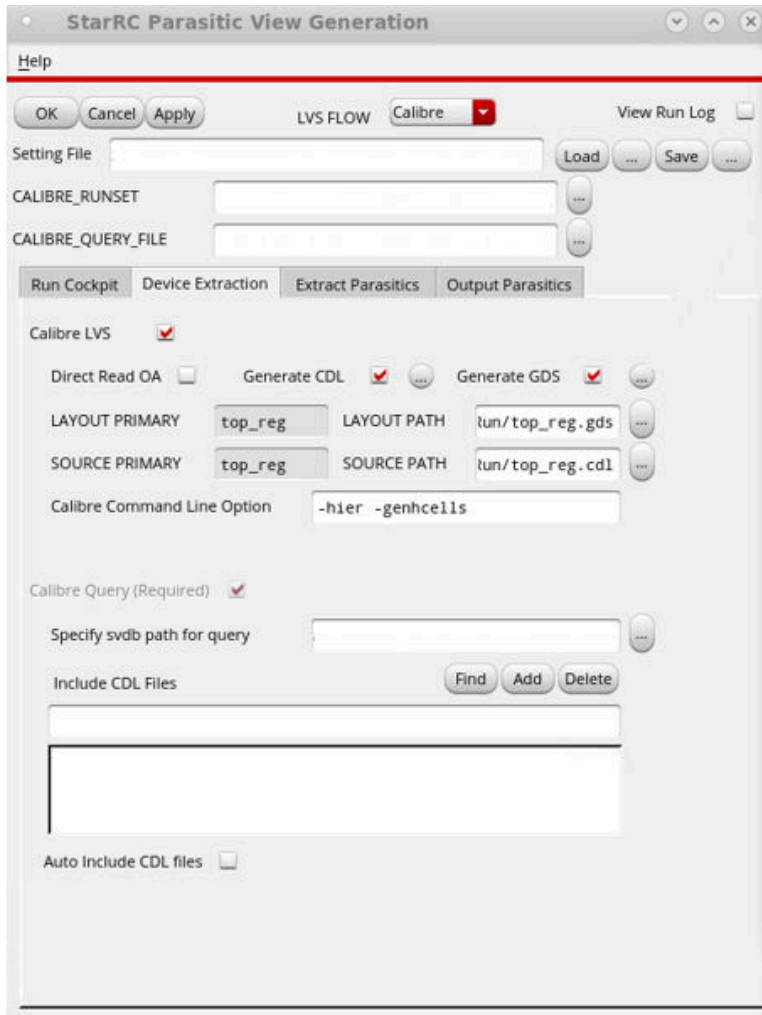 StarRC Parasitic View Generation
Help
OK Cancel Apply LVS FLOW Calibre View Run Log
Setting File Load ... Save ...
CALIBRE_RUNSET ...
CALIBRE_QUERY_FILE ...
Run Cockpit Device Extraction Extract Parasitics Output Parasitics
Calibre LVS
Direct Read OA Generate CDL ... Generate GDS ...
LAYOUT PRIMARY top_reg LAYOUT PATH Run/top_reg.gds ...
SOURCE PRIMARY top_reg SOURCE PATH Run/top_reg.cdl ...
Calibre Command Line Option -hier -genhcells
Calibre Query (Required)
Specify svdb path for query ...
Include CDL Files Find Add Delete
Auto Include CDL files